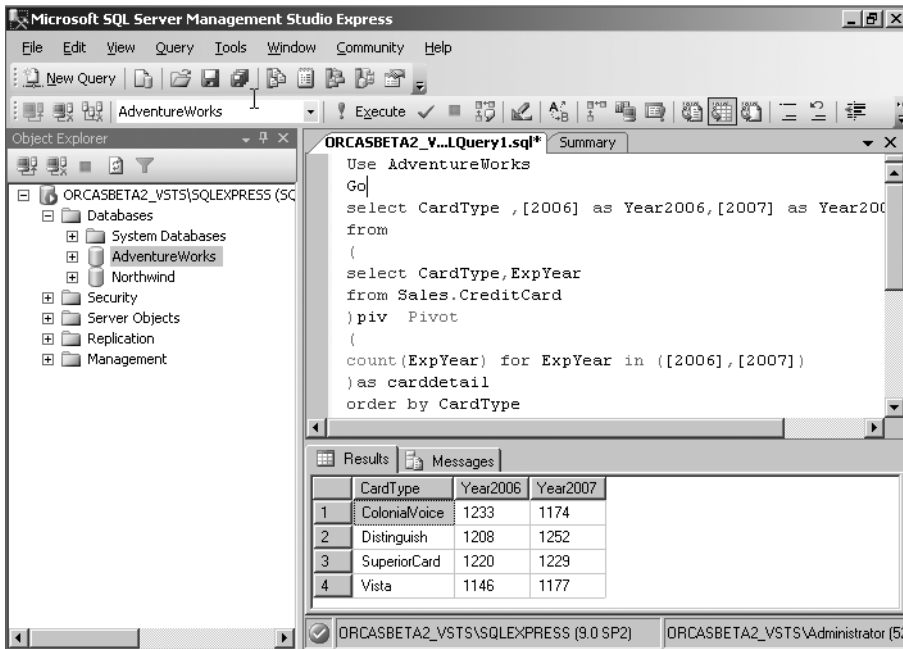 Microsoft SQL Server Management Studio Express
File Edit View Query Tools Window Community Help
New Query
AdventureWorks
Execute
Object Explorer
ORCASBETA2_VSTS\SQLEXPRESS (SQ
Databases
System Databases
AdventureWorks
Northwind
Security
Server Objects
Replication
Management
ORCASBETA2_V...LQuery1.sql* Summary
Use AdventureWorks
Go
select CardType ,[2006] as Year2006,[2007] as Year200
from
(
select CardType,ExpYear
from Sales.CreditCard
)piv Pivot
(
count(ExpYear) for ExpYear in ([2006],[2007])
)as carddetail
order by CardType
Results Messages
CardType Year2006 Year2007
1 ColonialVoice 1233 1174
2 Distinguish 1208 1252
3 SuperiorCard 1220 1229
4 Vista 1146 1177
ORCASBETA2_VSTS\SQLEXPRESS (9.0 SP2) ORCASBETA2_VSTS\Administrator (52